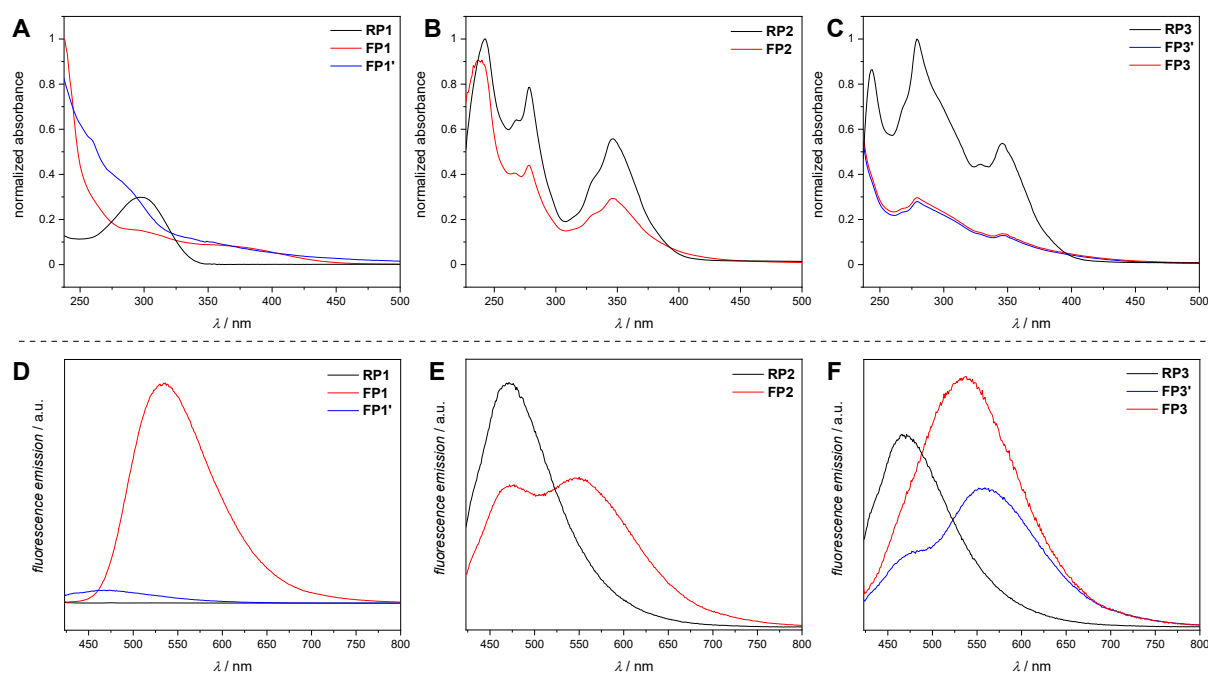 A
RP1
FP1
FP1'
normalized absorbance
1
0.8
0.6
0.4
0.2
0
250 300 350 400 450 500
λ / nm
B
RP2
FP2
normalized absorbance
1
0.8
0.6
0.4
0.2
0
250 300 350 400 450 500
λ / nm
C
RP3
FP3'
FP3
normalized absorbance
1
0.8
0.6
0.4
0.2
0
250 300 350 400 450 500
λ / nm
D
RP1
FP1
FP1'
fluorescence emission / a.u.
450 500 550 600 650 700 750 800
λ / nm
E
RP2
FP2
fluorescence emission / a.u.
450 500 550 600 650 700 750 800
λ / nm
F
RP3
FP3'
FP3
fluorescence emission / a.u.
450 500 550 600 650 700 750 800
λ / nm